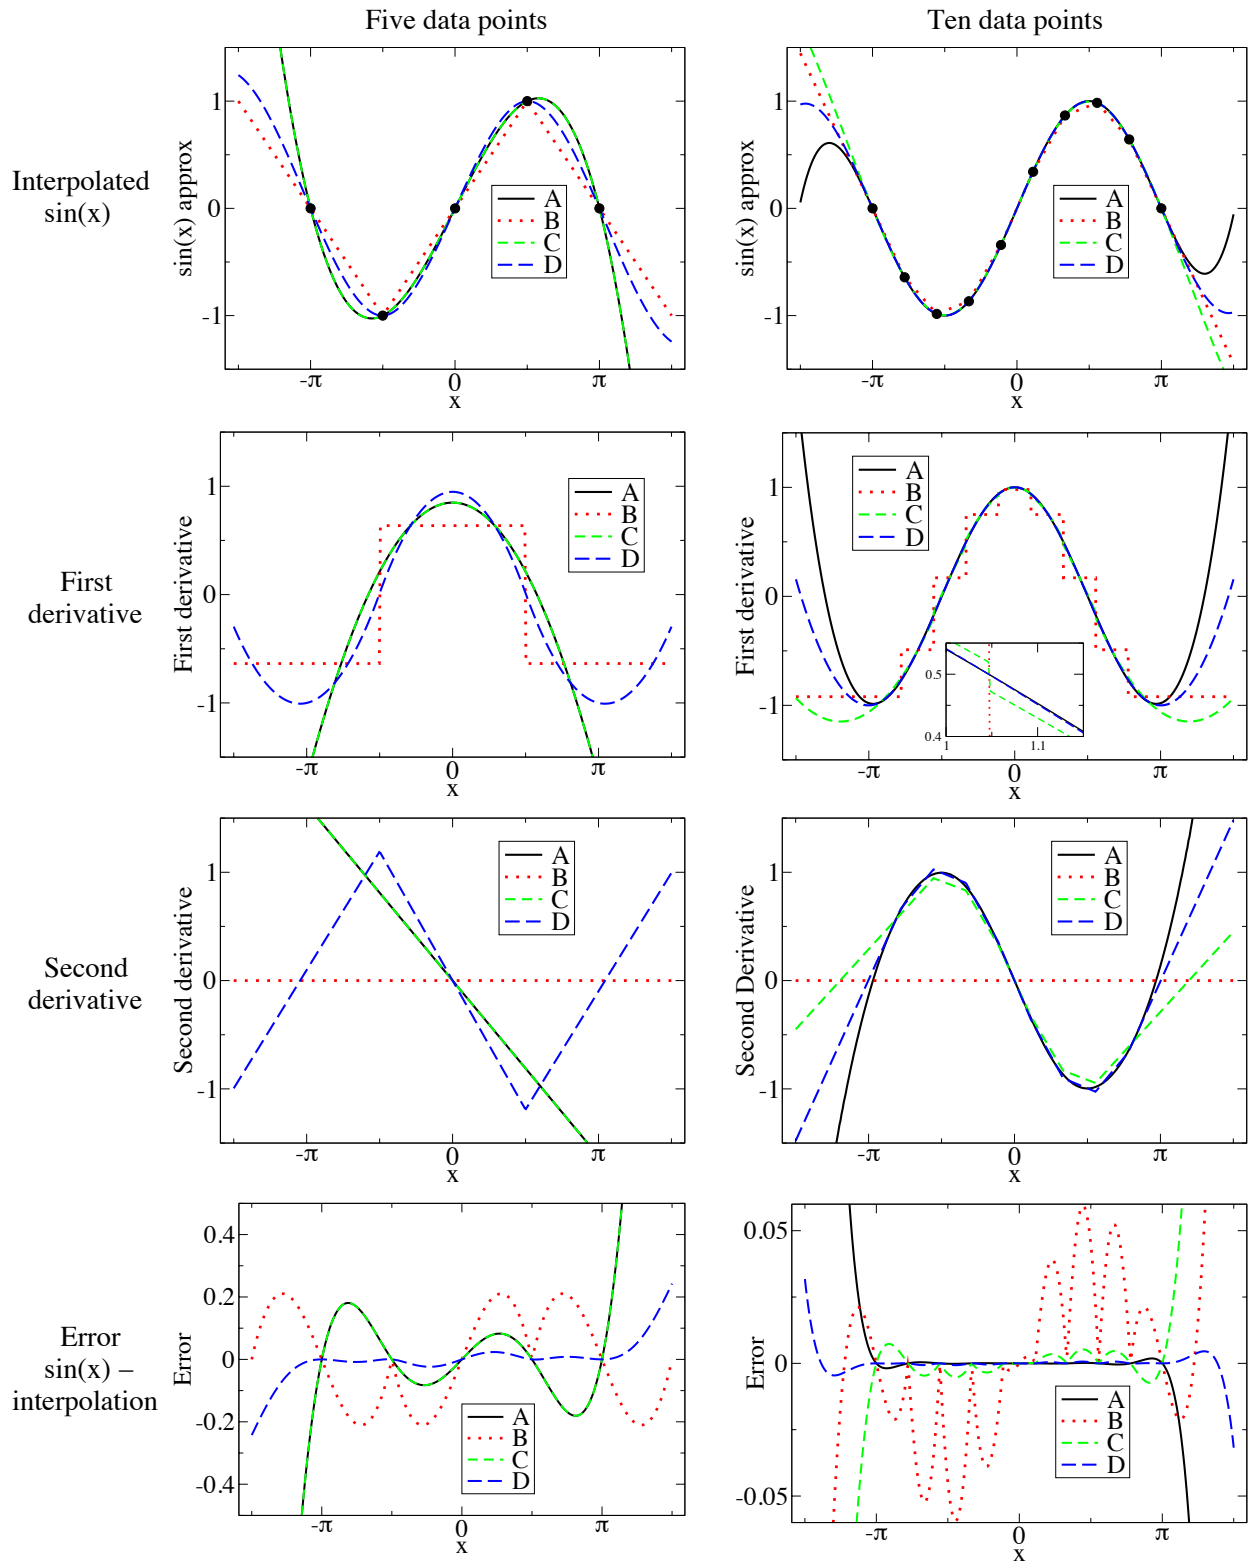 Five data points
Ten data points
Interpolated
sin(x)
sin(x) approx
1
0
-1
-π
0
π
x
A
B
C
D
sin(x) approx
1
0
-1
-π
0
π
x
A
B
C
D
First
derivative
First derivative
1
0
-1
-π
0
π
x
A
B
C
D
First derivative
1
0
-1
-π
0
π
x
A
B
C
D
0.5
0.4
1
1.1
Second
derivative
Second derivative
1
0
-1
-π
0
π
x
A
B
C
D
Second Derivative
1
0
-1
-π
0
π
x
A
B
C
D
Error
sin(x) –
interpolation
Error
0.4
0.2
0
-0.2
-0.4
-π
0
π
x
A
B
C
D
Error
0.05
0
-0.05
-π
0
π
x
A
B
C
D